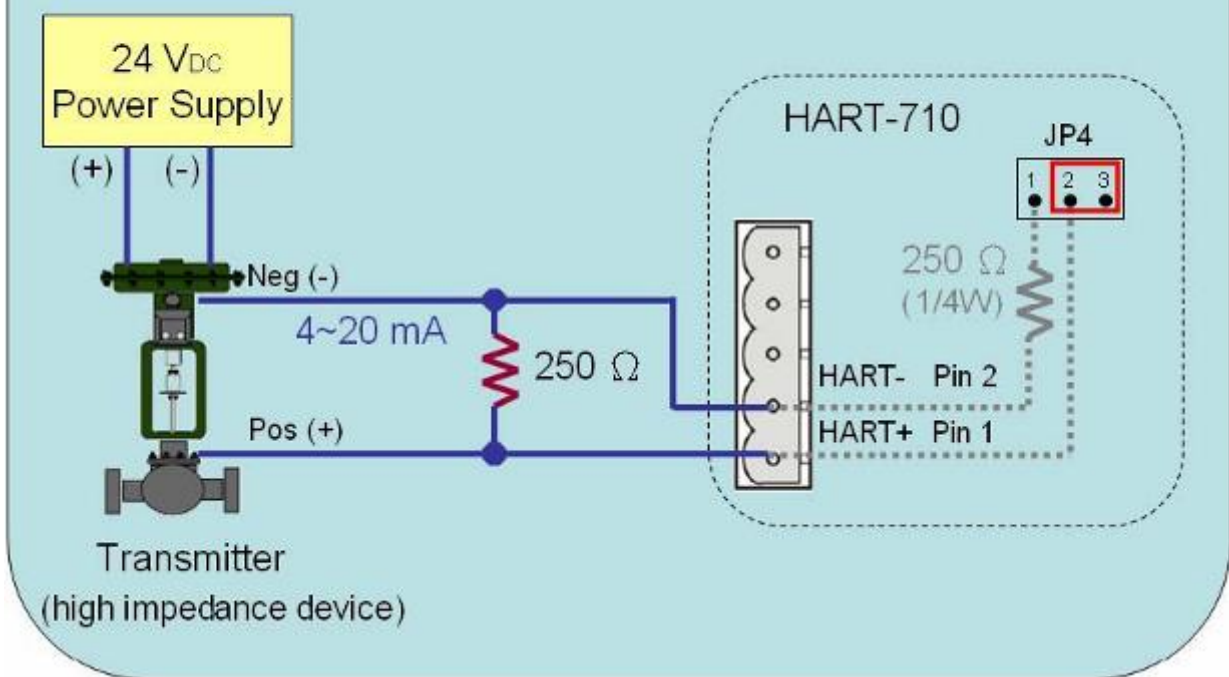 24 VDC
Power Supply
(+) (-)
HART-710
JP4
1 2 3
Neg (-)
4~20 mA
250 Ω
250 Ω
(1/4W)
HART- Pin 2
HART+ Pin 1
Pos (+)
Transmitter
(high impedance device)